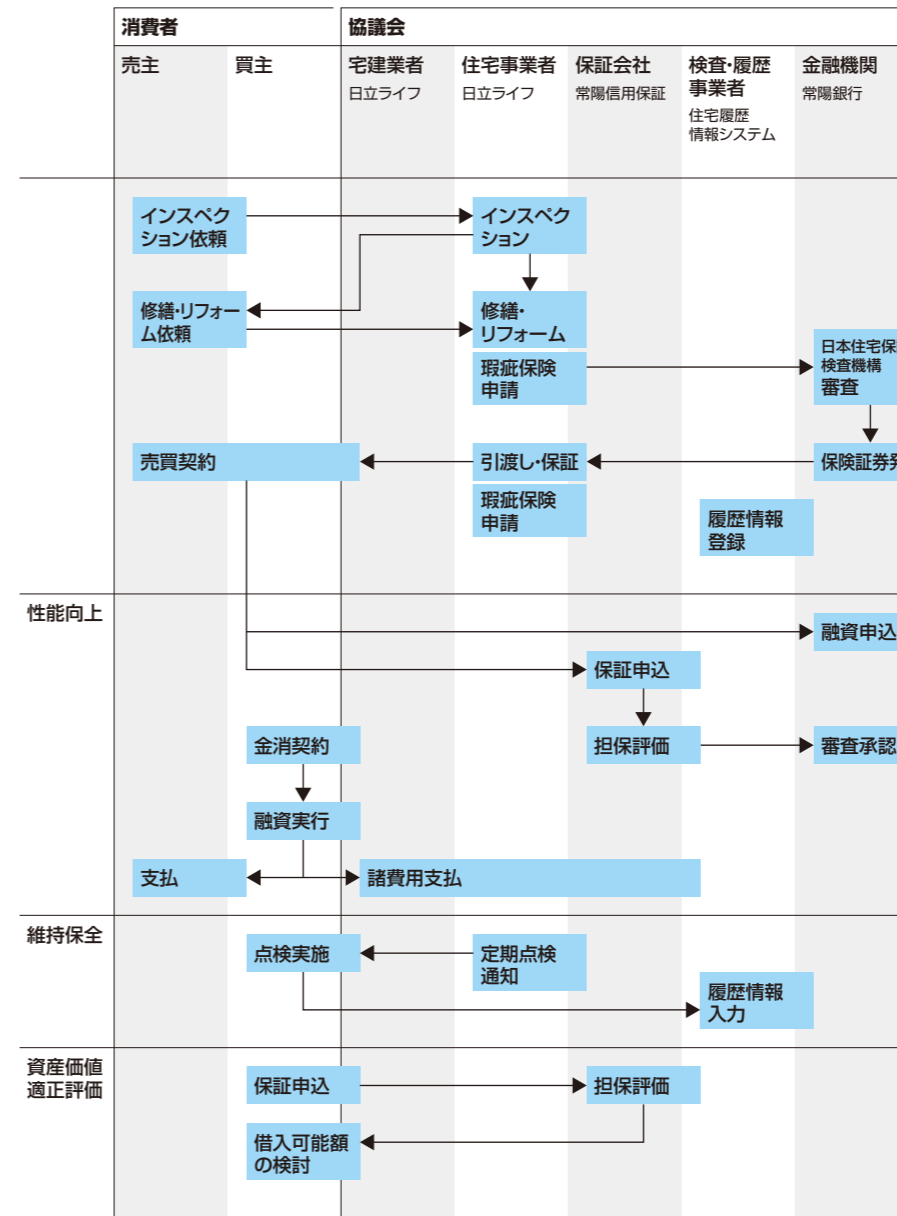 消費者
協議会
売主
買主
宅建業者
日立ライフ
住宅事業者
日立ライフ
保証会社
常陽信用保証
検査・履歴
事業者
住宅履歴
情報システム
金融機関
常陽銀行
インスペク
ション依頼
インスペク
ション
修繕・リフォー
ム依頼
修繕・
リフォーム
瑕疵保険
申請
日本住宅保
検査機構
審査
売買契約
引渡し・保証
保険証券
瑕疵保険
申請
履歴情報
登録
性能向上
融資申込
保証申込
金消契約
担保評価
審査承認
融資実行
支払
諸費用支払
維持保全
点検実施
定期点検
通知
履歴情報
入力
資産価値
適正評価
保証申込
担保評価
借入可能額
の検討